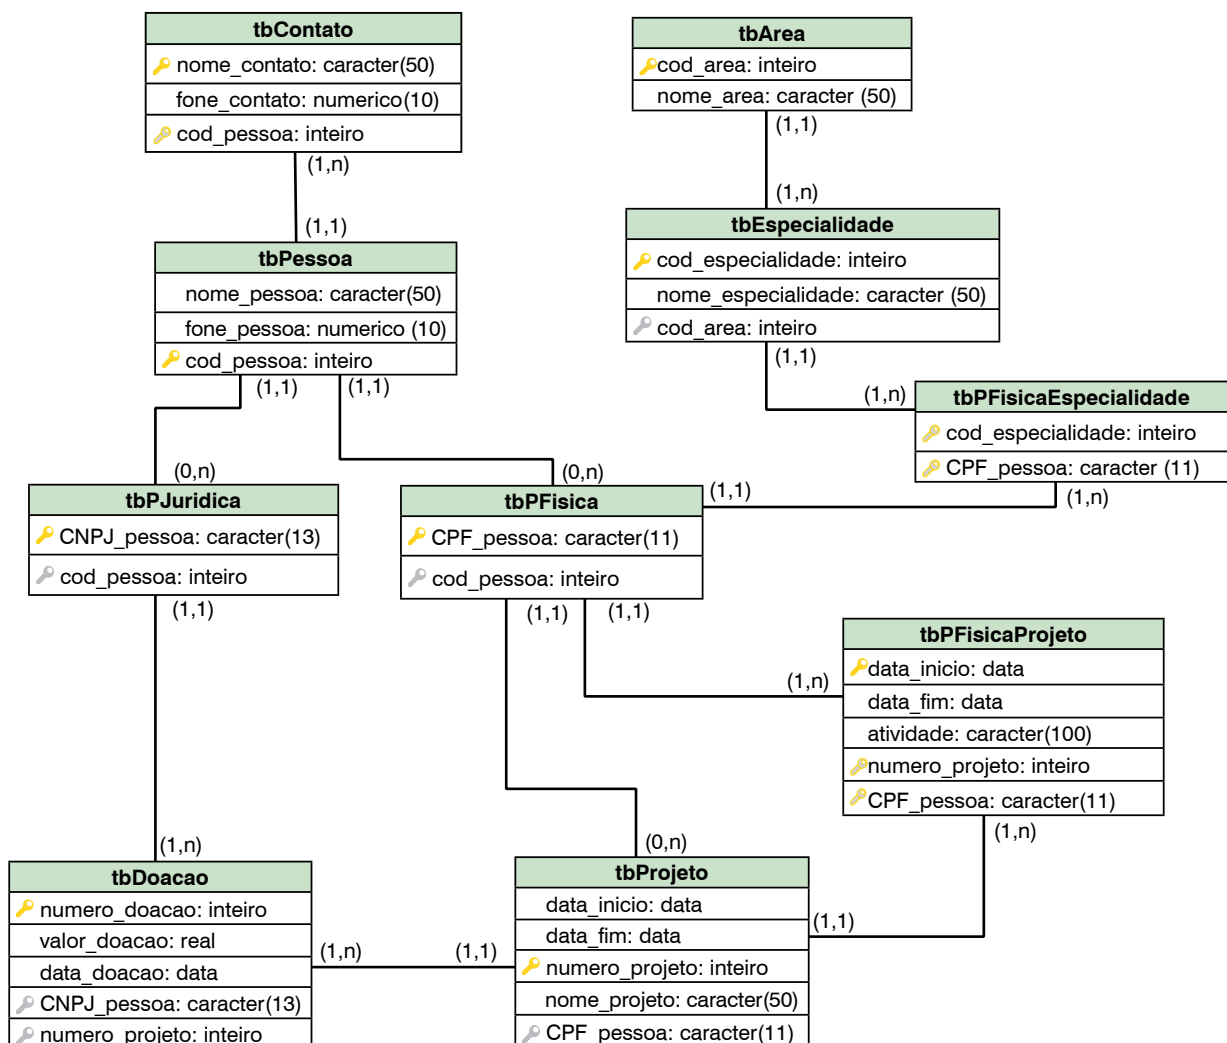 tbContato
nome_contato: caracter(50)
fone_contato: numerico(10)
cod_pessoa: inteiro
(1,n)
(1,1)
tbPessoa
nome_pessoa: caracter(50)
fone_pessoa: numerico (10)
cod_pessoa: inteiro
(1,1)
(1,1)
(0,n)
(0,n)
tbArea
cod_area: inteiro
nome_area: caracter (50)
(1,1)
(1,n)
tbEspecialidade
cod_especialidade: inteiro
nome_especialidade: caracter (50)
cod_area: inteiro
(1,1)
(1,n)
tbPFisicaEspecialidade
cod_especialidade: inteiro
CPF_pessoa: caracter (11)
(1,n)
(1,1)
tbPJuridica
CNPJ_pessoa: caracter(13)
cod_pessoa: inteiro
(1,1)
(1,n)
tbPFisica
CPF_pessoa: caracter(11)
cod_pessoa: inteiro
(1,1)
(1,1)
(1,n)
(0,n)
tbPFisicaProjeto
data_inicio: data
data_fim: data
atividade: caracter(100)
numero_projeto: inteiro
CPF_pessoa: caracter(11)
(1,n)
(1,1)
tbDoacao
numero_doacao: inteiro
valor_doacao: real
data_doacao: data
CNPJ_pessoa: caracter(13)
numero_projeto: inteiro
(1,n)
(1,1)
tbProjeto
data_inicio: data
data_fim: data
numero_projeto: inteiro
nome_projeto: caracter(50)
CPF_pessoa: caracter(11)